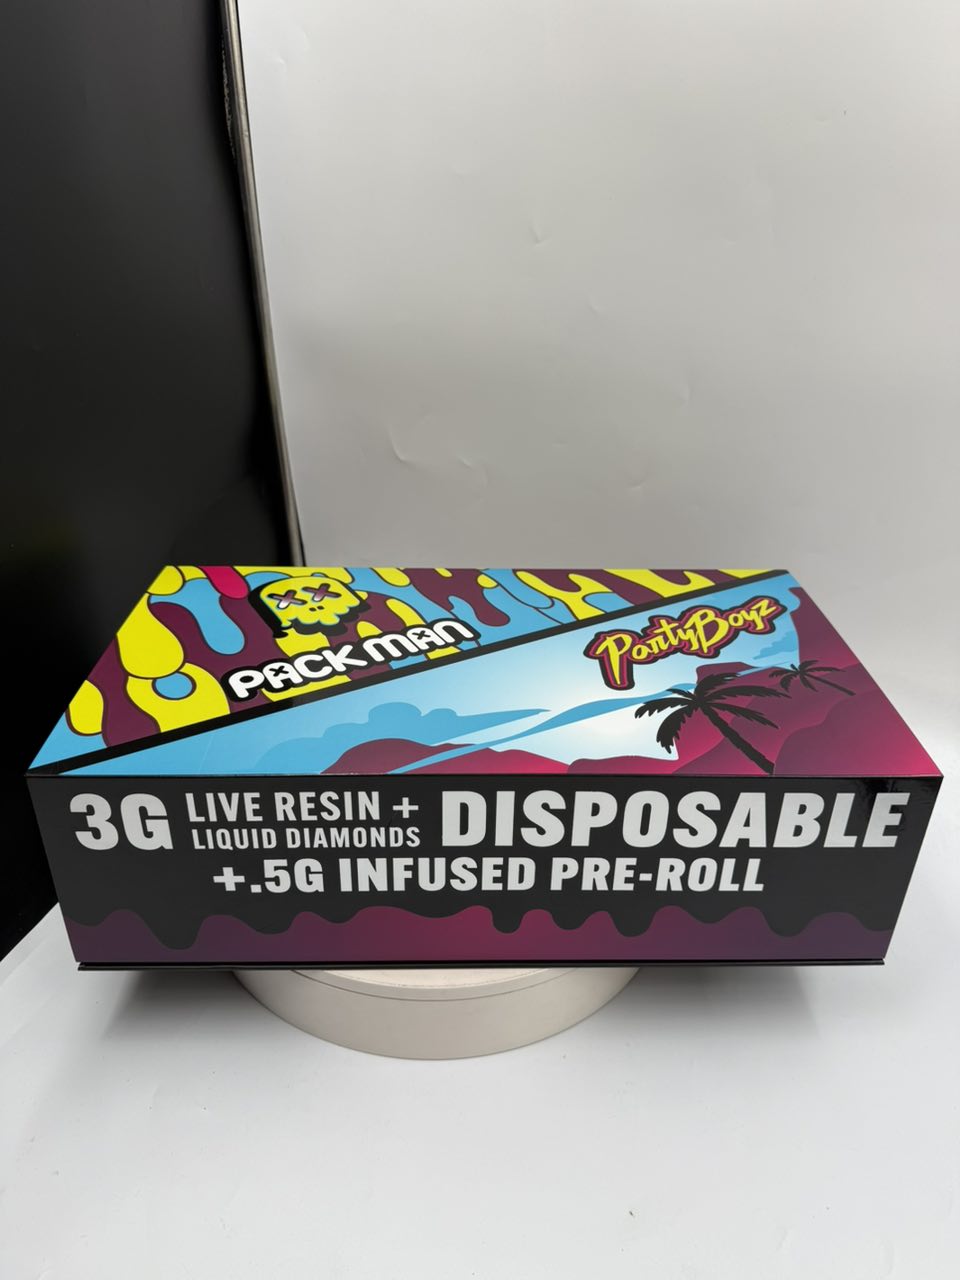 PACKMAN
PartyBoyz
3G LIVE RESIN + DISPOSABLE
LIQUID DIAMONDS
+.5G INFUSED PRE-ROLL